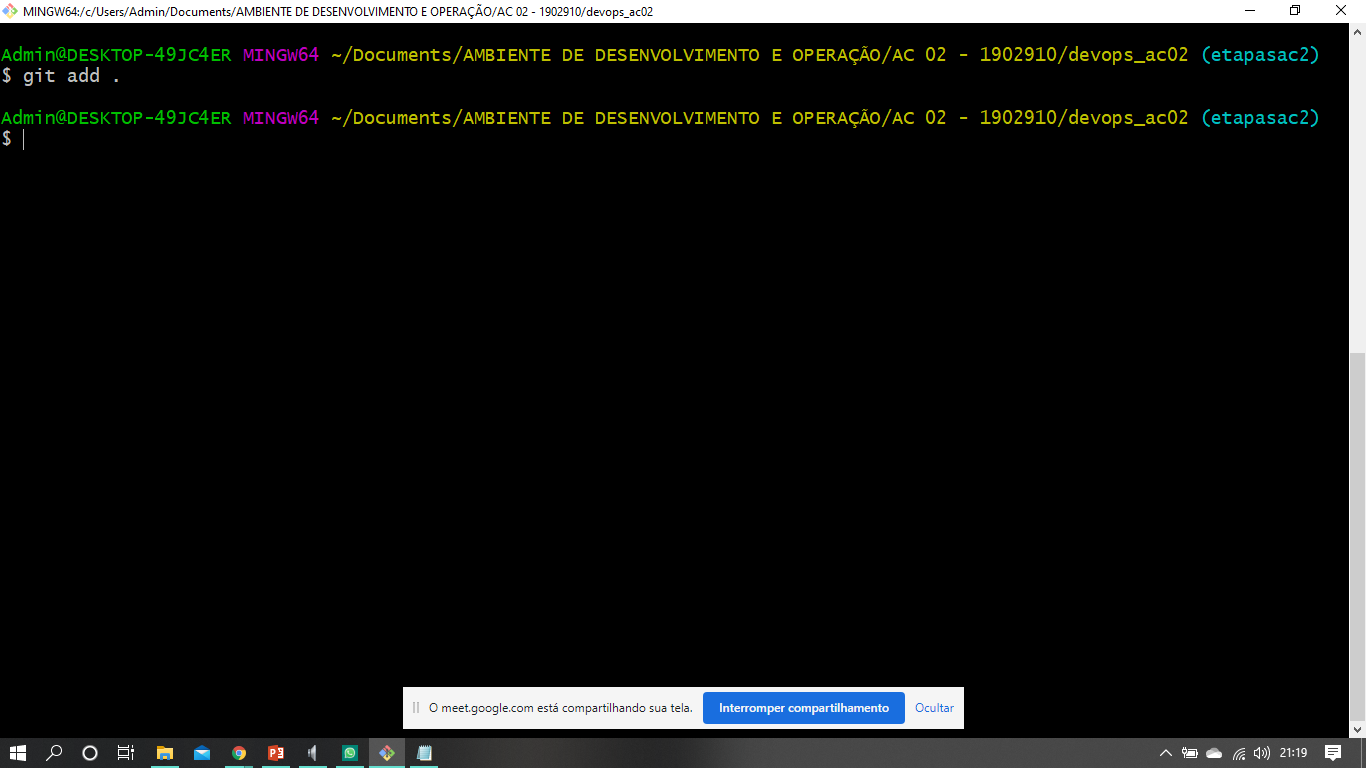 MINGW64:/c/Users/Admin/Documents/AMBIENTE DE DESENVOLVIMENTO E OPERAÇÃO/AC 02 - 1902910/devops_ac02
Admin@DESKTOP-49JC4ER MINGW64 ~/Documents/AMBIENTE DE DESENVOLVIMENTO E OPERAÇÃO/AC 02 - 1902910/devops_ac02 (etapasac2)
$ git add .
Admin@DESKTOP-49JC4ER MINGW64 ~/Documents/AMBIENTE DE DESENVOLVIMENTO E OPERAÇÃO/AC 02 - 1902910/devops_ac02 (etapasac2)
$
O meet.google.com está compartilhando sua tela. Interromper compartilhamento Ocultar
21:19